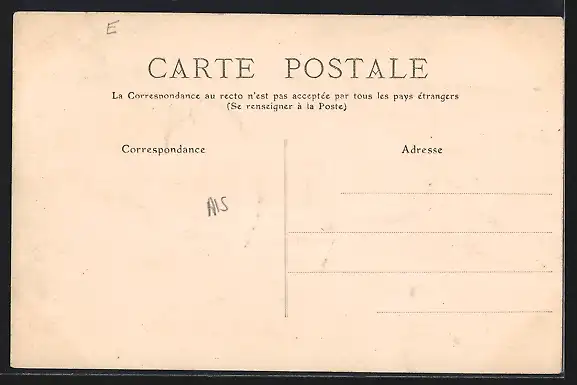 E
CARTE POSTALE
La Correspondance au recto n'est pas acceptée par tous les pays étrangers
(Se renseigner à la Poste)
Correspondance
Adresse
A15